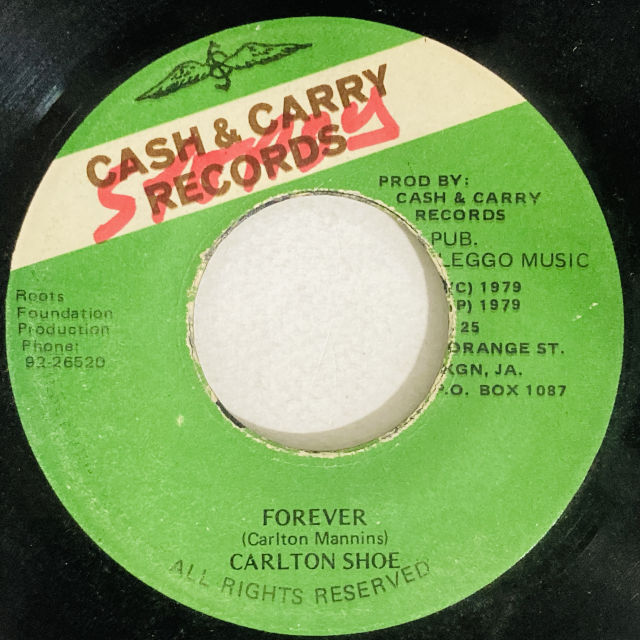 CASH & CARRY
RECORDS
PROD BY:
CASH & CARRY
RECORDS
PUB.
LEGGO MUSIC
(C) 1979
(P) 1979
25
ORANGE ST.
KGN, JA.
P.O. BOX 1087
Roots
Foundation
Production
Phone:
92-26520
FOREVER
(Carlton Mannins)
CARLTON SHOE
ALL RIGHTS RESERVED